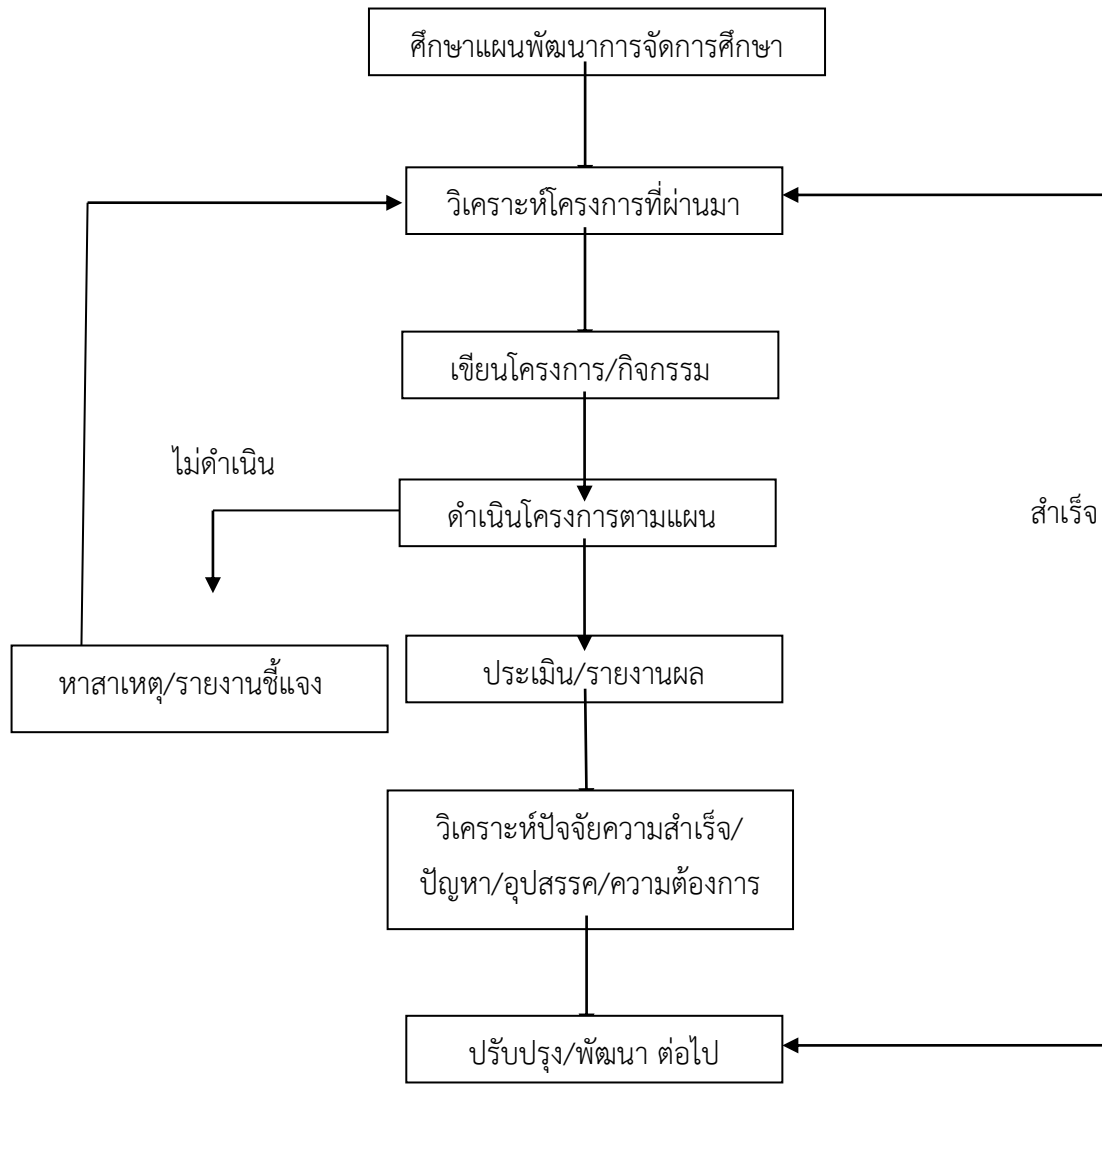 ศึกษาแผนพัฒนาการจัดการศึกษา
วิเคราะห์โครงการที่ผ่านมา
เขียนโครงการ/กิจกรรม
ไม่ดำเนิน
ดำเนินโครงการตามแผน
สำเร็จ
หาสาเหตุ/รายงานชี้แจง
ประเมิน/รายงานผล
วิเคราะห์ปัจจัยความสำเร็จ/
ปัญหา/อุปสรรค/ความต้องการ
ปรับปรุง/พัฒนา ต่อไป